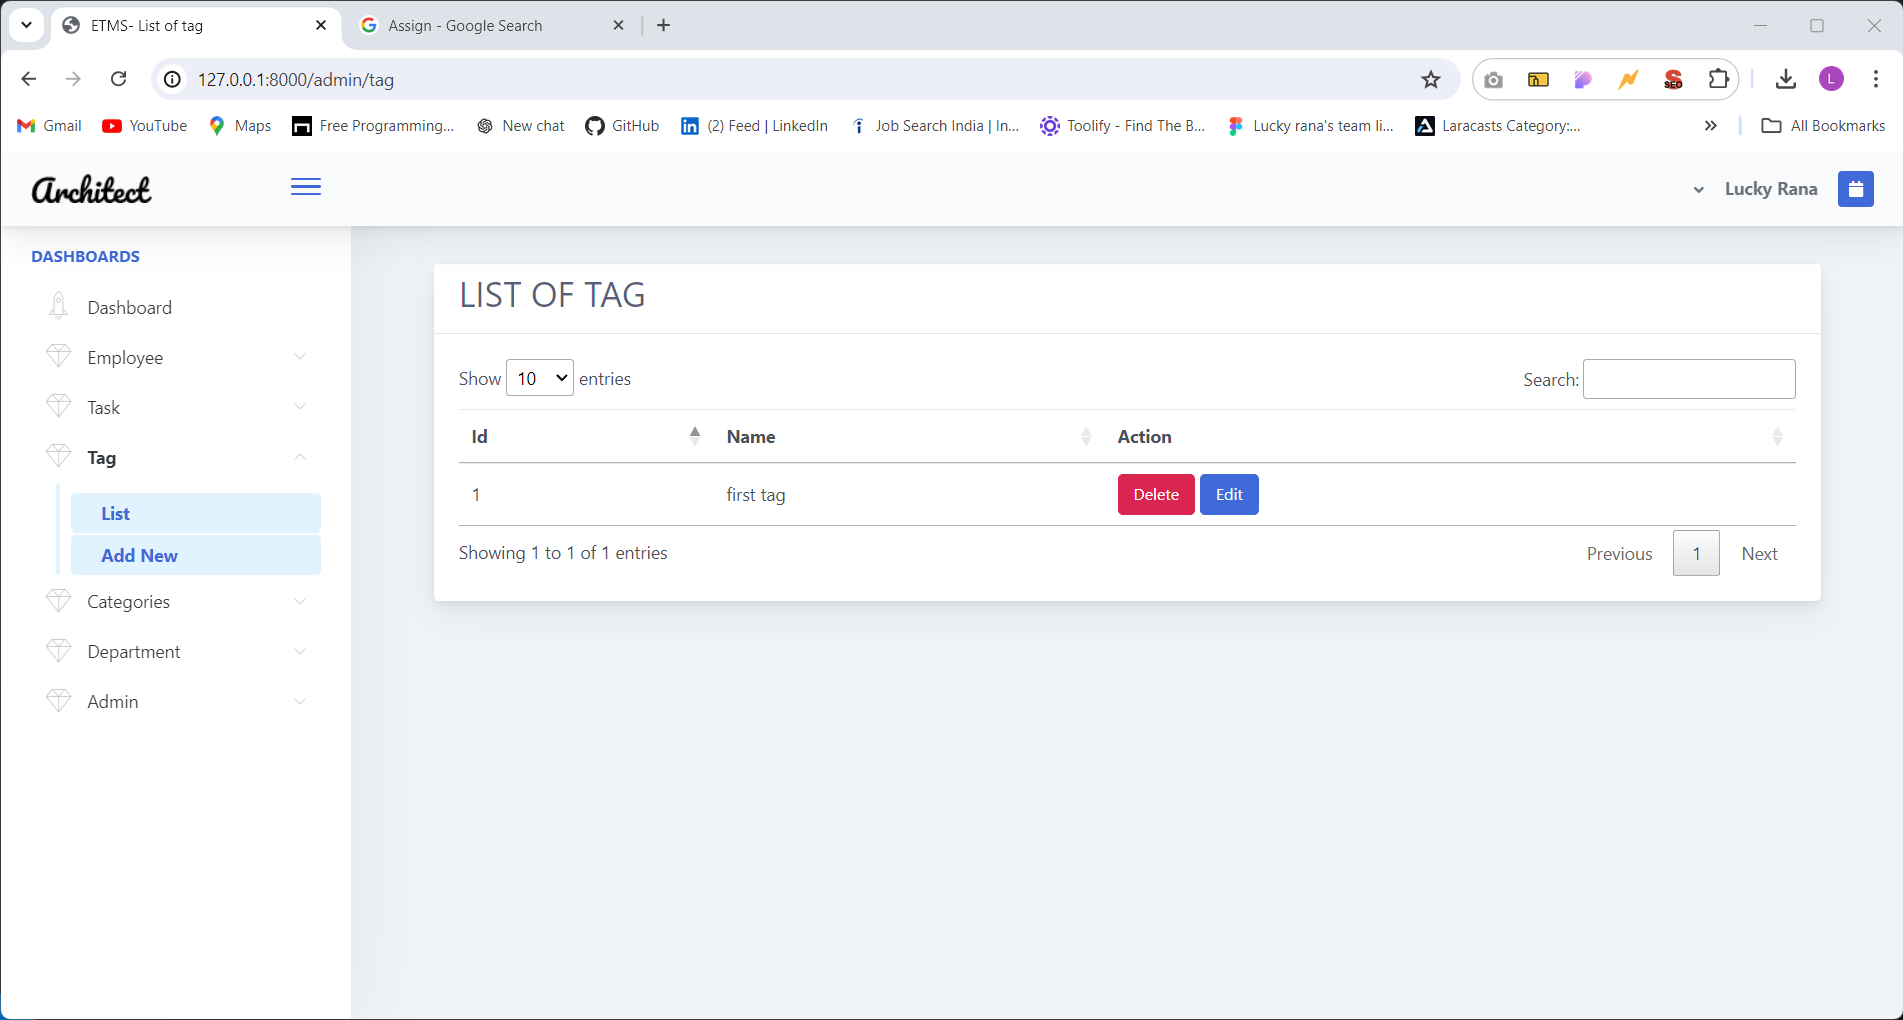 ETMS- List of tag
Assign - Google Search
127.0.0.1:8000/admin/tag
SEO
L
Gmail
YouTube
Maps
Free Programming...
New chat
GitHub
(2) Feed | LinkedIn
Job Search India | In...
Toolify - Find The B...
Lucky rana's team li...
Laracasts Category:...
All Bookmarks
Architect
Lucky Rana
DASHBOARDS
Dashboard
Employee
Task
Tag
List
Add New
Categories
Department
Admin
LIST OF TAG
Show 10 entries
Search:
Id Name Action
1 first tag Delete Edit
Showing 1 to 1 of 1 entries
Previous 1 Next